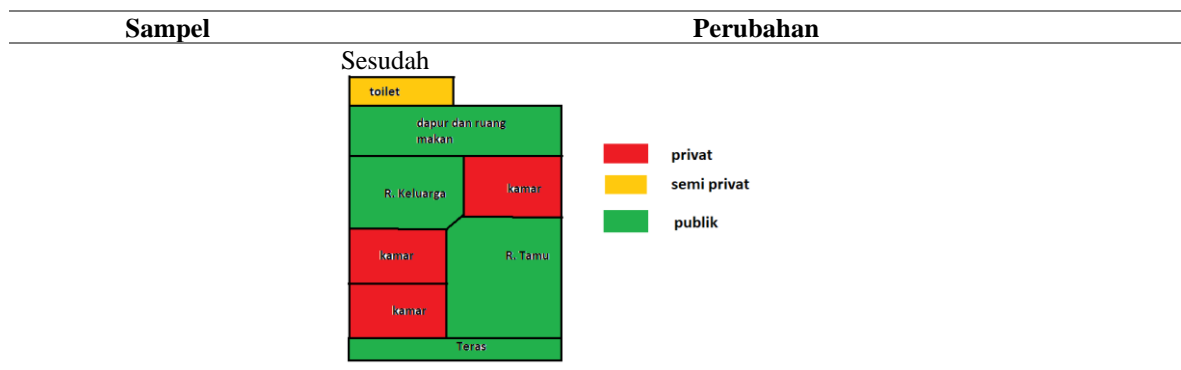 Sampel
Perubahan
Sesudah
toilet
dapur dan ruang
makan
R. Keluarga
kamar
kamar
R. Tamu
kamar
Teras
privat
semi privat
publik